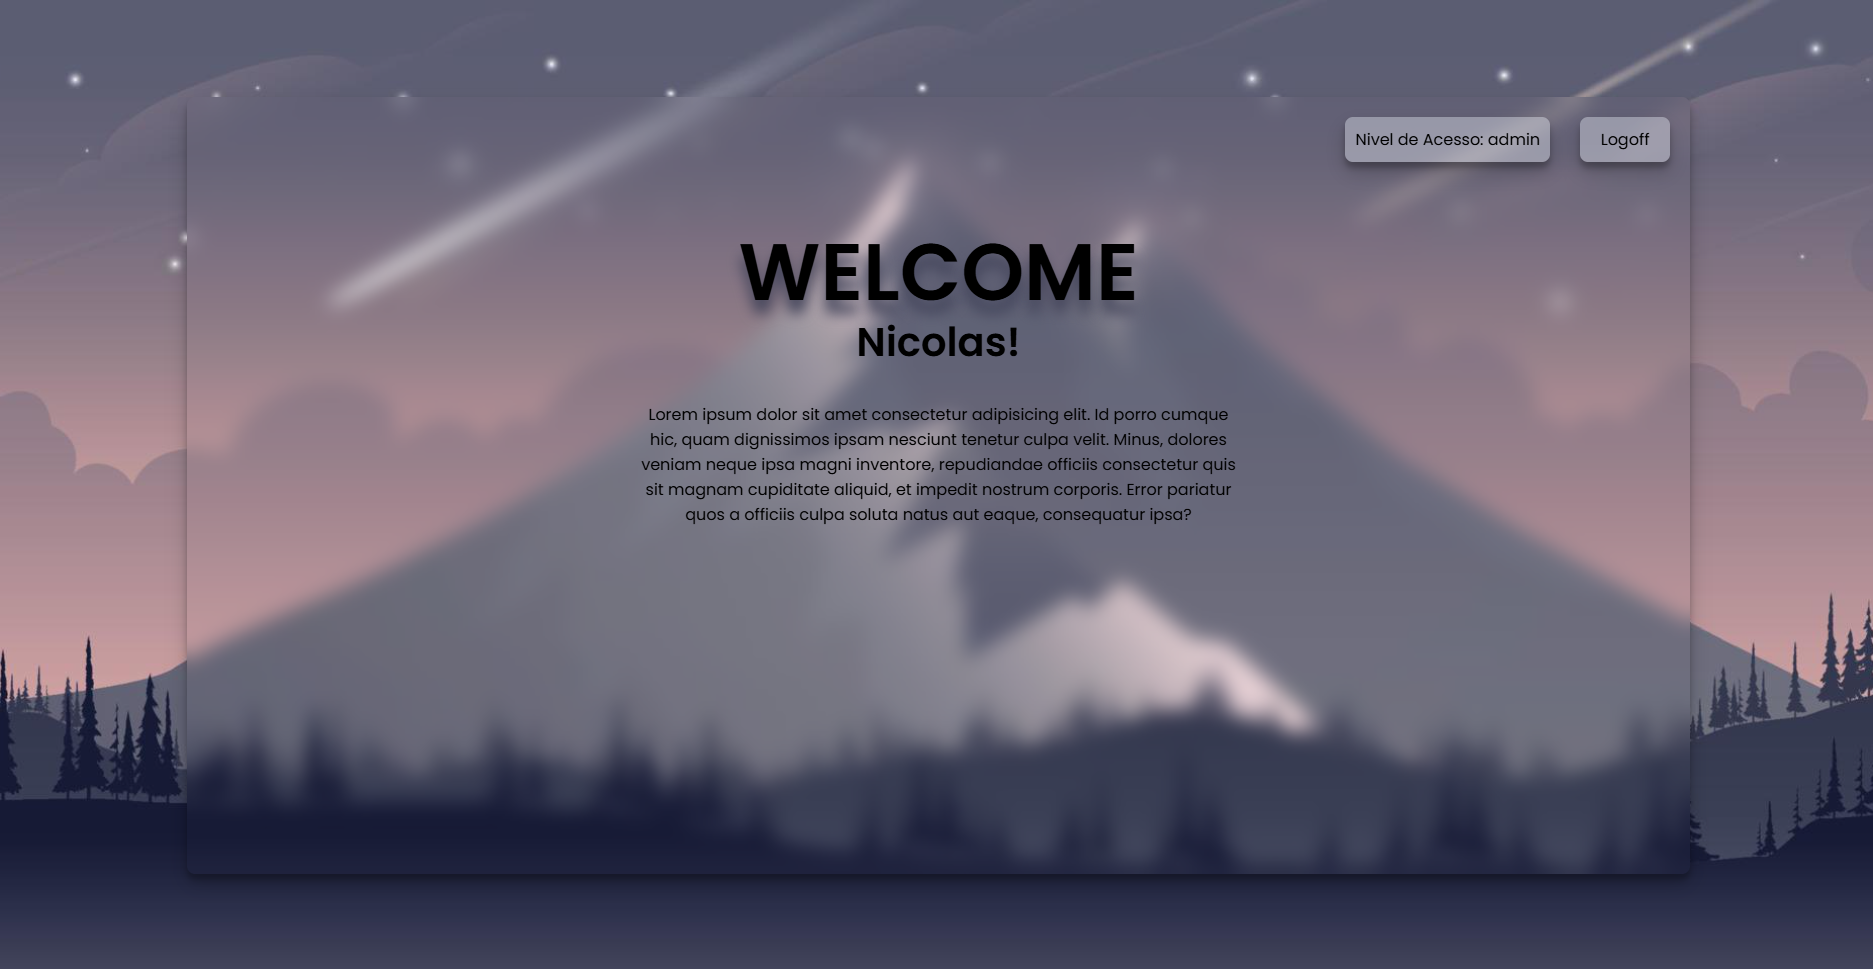 Nivel de Acesso: admin
Logoff
WELCOME
Nicolas!
Lorem ipsum dolor sit amet consectetur adipisicing elit. Id porro cumque
hic, quam dignissimos ipsam nesciunt tenetur culpa velit. Minus, dolores
veniam neque ipsa magni inventore, repudiandae officiis consectetur quis
sit magnam cupiditate aliquid, et impedit nostrum corporis. Error pariatur
quos a officiis culpa soluta natus aut eaque, consequatur ipsa?